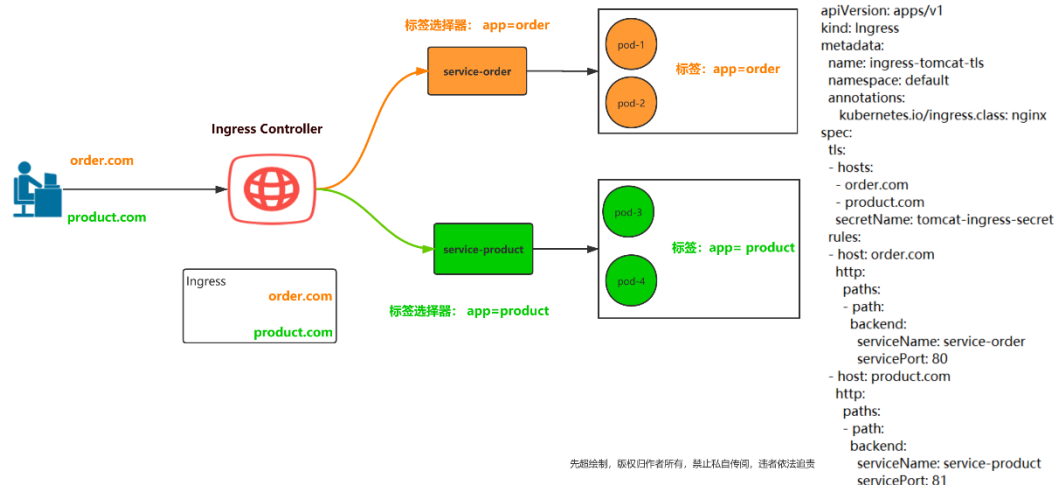 标签选择器： app=order
service-order
pod-1
标签：app=order
pod-2
Ingress Controller
order.com
product.com
service-product
pod-3
标签：app= product
pod-4
标签选择器： app=product
Ingress
order.com
product.com
先超绘制，版权归作者所有，禁止私自传阅，违者依法追责
apiVersion: apps/v1
kind: Ingress
metadata:
name: ingress-tomcat-tls
namespace: default
annotations:
kubernetes.io/ingress.class: nginx
spec:
tls:
- hosts:
- order.com
- product.com
secretName: tomcat-ingress-secret
rules:
- host: order.com
http:
paths:
- path:
backend:
serviceName: service-order
servicePort: 80
- host: product.com
http:
paths:
- path:
backend:
serviceName: service-product
servicePort: 81